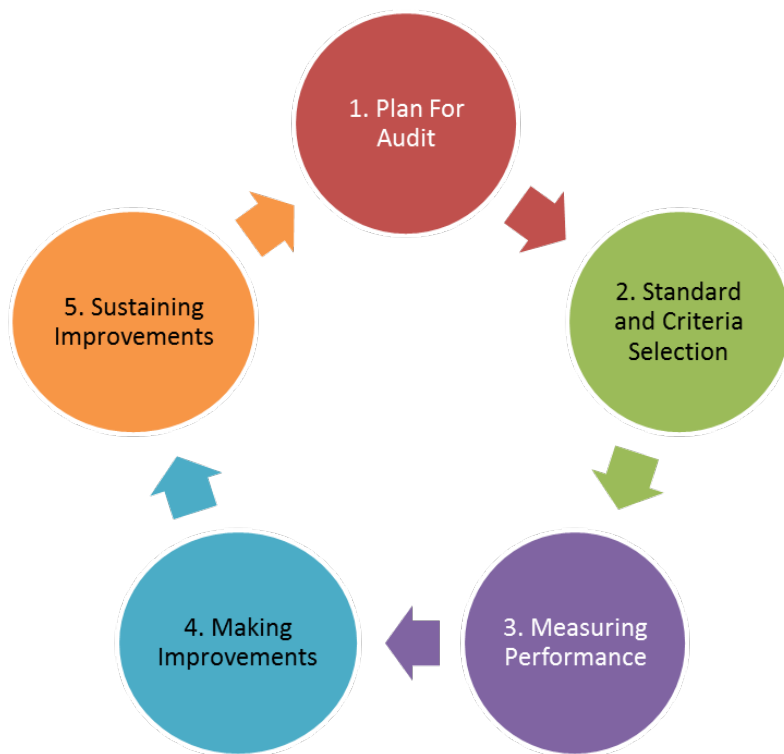 1. Plan For
Audit
2. Standard
and Criteria
Selection
3. Measuring
Performance
4. Making
Improvements
5. Sustaining
Improvements